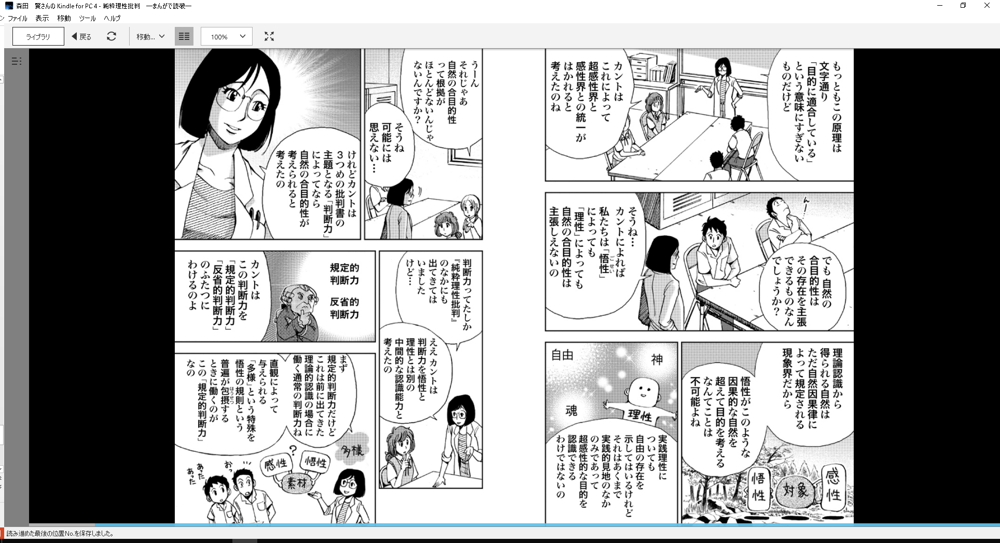 森田　賢さんの Kindle for PC 4 - 純粋理性批判　―まんがで読破―
ファイル 表示 移動 ツール ヘルプ
ライブラリ 戻る 移動... 100%
もっともこの原理は
文字通り
「目的に適合している」
という意味にすぎない
ものだけど
カントは
これによって
超感性界と
感性界との統一が
はかれると
考えたのね
でも 自然の
合目的性は
その存在を主張
できるものなん
でしょうか？
そうね…
カントによれば
私たちは「悟性」
ごせい
によっても
「理性」によっても
自然の合目的性は
主張しえないの
理論認識から
得られる自然は
ただ自然因果律に
よって規定される
現象界だから
悟性がこのような
因果的な自然を
超えて目的を考える
なんてことは
不可能よね
感性
対象
悟性
神
自由
魂
理性
実践理性に
ついても
自由の存在を
示してはいるけれど
それはあくまで
実践的見地のなか
のみであって
超感性的な目的を
認識できる
わけではないの
うーん
それじゃあ
自然の合目的性
って根拠が
ほとんどないんじゃ
ないんですか？
そうね
可能には
思えない…
けれどカントは
３つめの批判書の
主題となる「判断力」
によってなら
自然の合目的性が
考えられると
考えたの
判断力ってたしか
『純粋理性批判』
のなかにも
出てきては
いました
けど…
ええ カントは
判断力を悟性と
理性とは別の
中間的な認識能力と
考えたの
規定的
判断力
反省的
判断力
カントは
この判断力を
「規定的判断力」
「反省的判断力」
のふたつに
わけるのよ
まず
規定的判断力だけど
これは前に出てきた
理論的認識の場合に
働く通常の判断力ね
直観によって
与えられる
「多様」という特殊を
悟性の規則という
普遍が包摂する
ほうせつ
ときに働くのが
この「規定的判断力」
なの
多様
悟性
？
感性
素材
おっ
あった
あった
読み進めた最後の位置No.を保存しました。